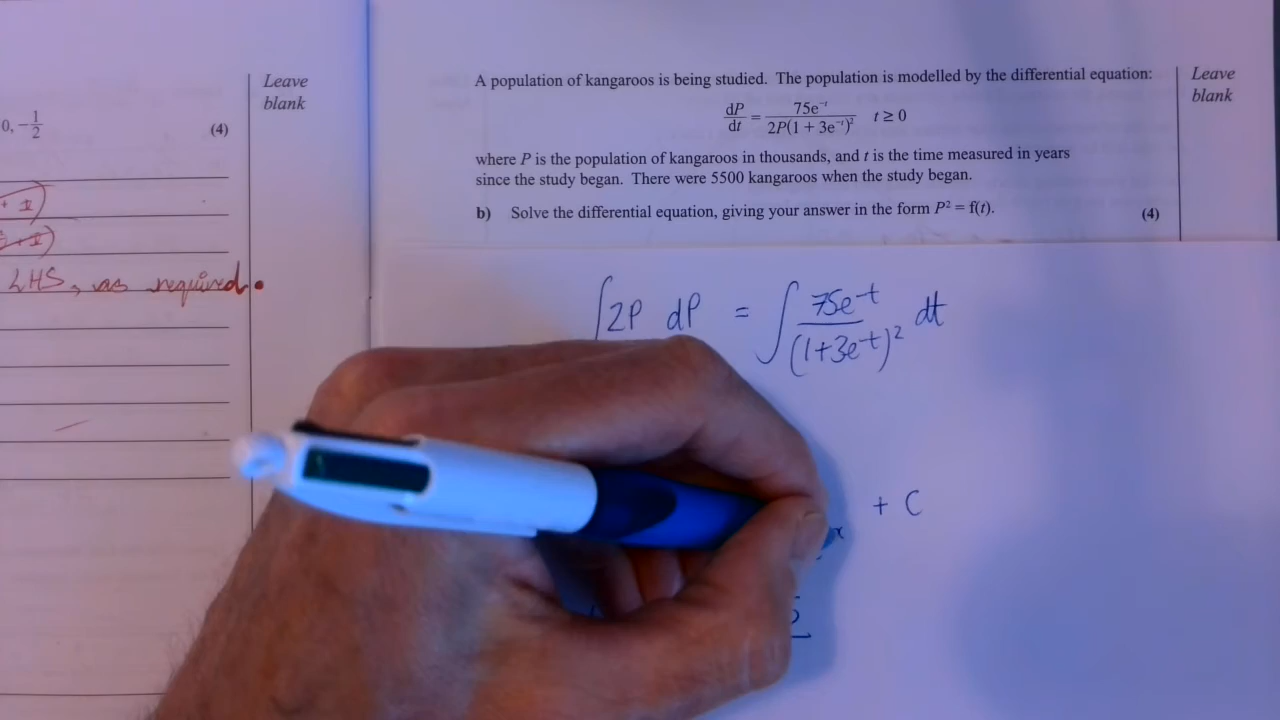 Leave
blank
0, -1/2
(4)
LHS, as required.
A population of kangaroos is being studied. The population is modelled by the differential equation:
dP/dt = 75e^-t / 2P(1 + 3e^-t)^2 t ≥ 0
where P is the population of kangaroos in thousands, and t is the time measured in years
since the study began. There were 5500 kangaroos when the study began.
b) Solve the differential equation, giving your answer in the form P² = f(t).
(4)
Leave
blank
∫2P dP = ∫ 75e^-t / (1+3e^-t)² dt
+ C